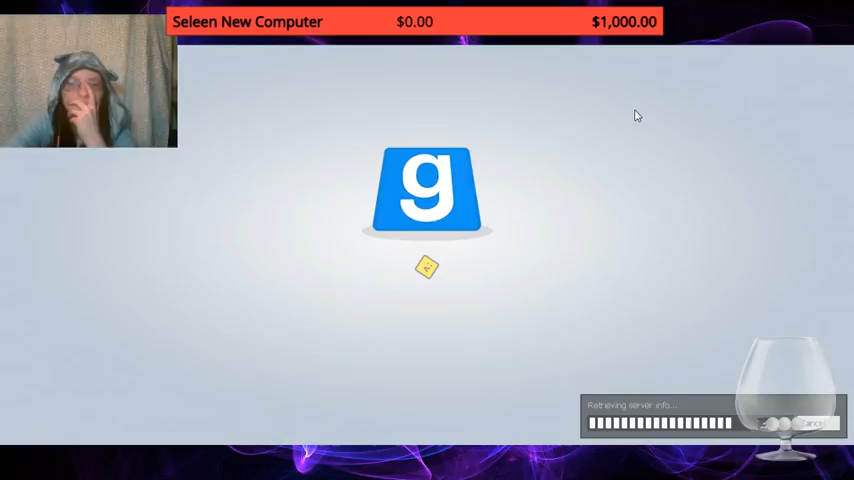 Seleen New Computer $0.00 $1,000.00
g
Retrieving server info...